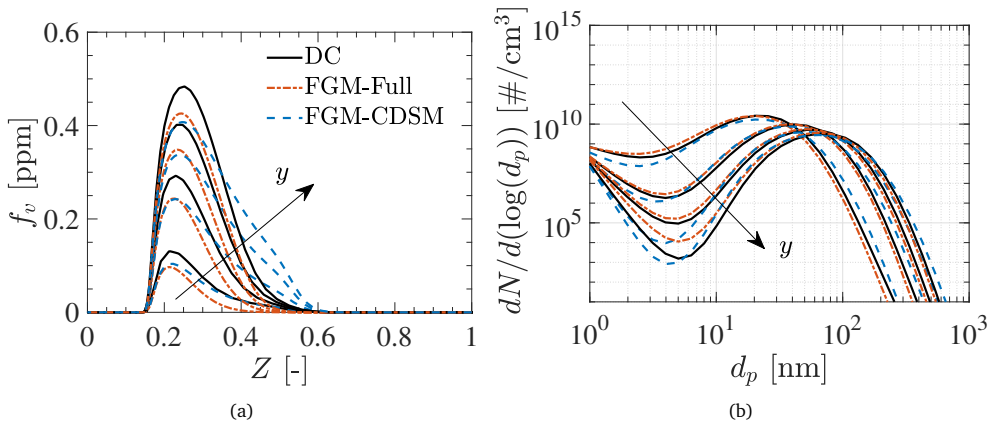 0.6
0.4
0.2
0
f_v [ppm]
DC
FGM-Full
FGM-CDSM
y
0 0.2 0.4 0.6 0.8 1
Z [-]
(a)
10^15
10^10
10^5
dN/d(log(d_p)) [#/cm^3]
y
10^0 10^1 10^2 10^3
d_p [nm]
(b)